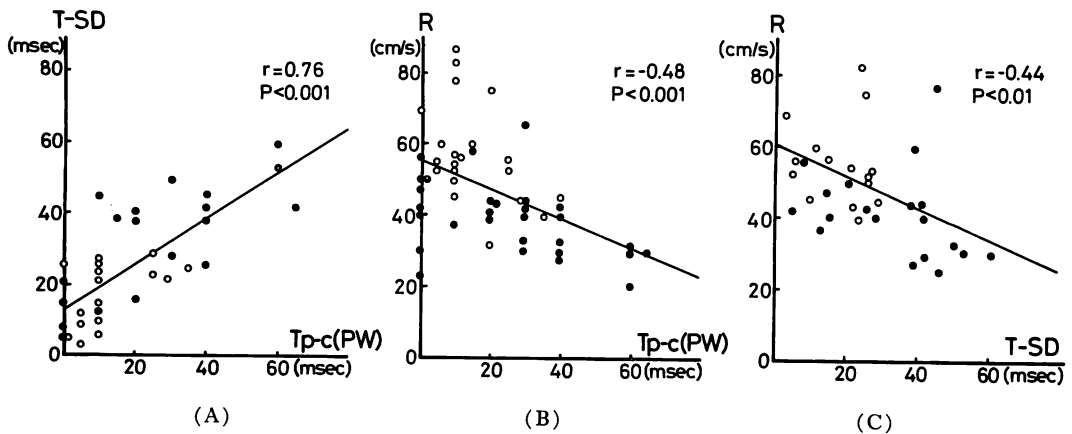 T-SD
(msec)
80
60
40
20
0
r=0.76
P<0.001
Tp-c(PW)
20 40 60 (msec)
(A)
R
(cm/s)
80
60
40
20
0
r=-0.48
P<0.001
Tp-c(PW)
20 40 60 (msec)
(B)
R
(cm/s)
80
60
40
20
0
r=-0.44
P<0.01
T-SD
20 40 60 (msec)
(C)